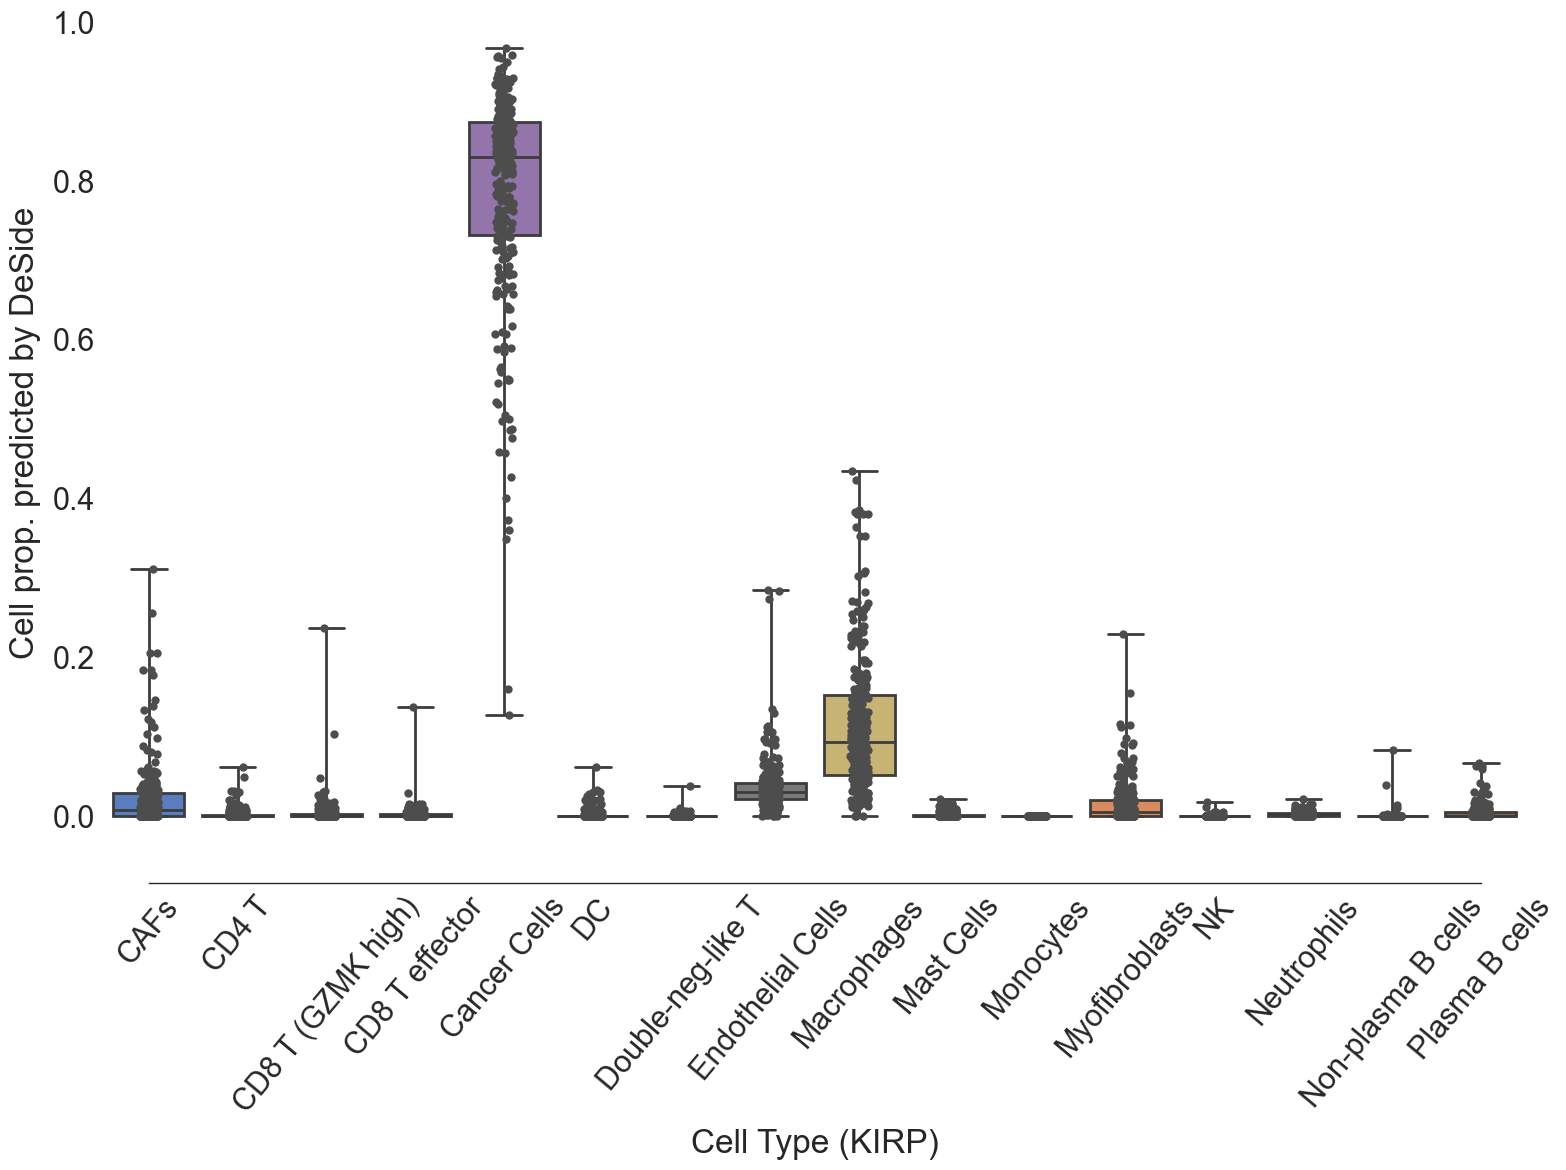 1.0
0.8
0.6
0.4
0.2
0.0
Cell prop. predicted by DeSide
CAFs
CD4 T
CD8 T (GZMK high)
CD8 T effector
Cancer Cells
DC
Double-neg-like T
Endothelial Cells
Macrophages
Mast Cells
Monocytes
Myofibroblasts
NK
Neutrophils
Non-plasma B cells
Plasma B cells
Cell Type (KIRP)